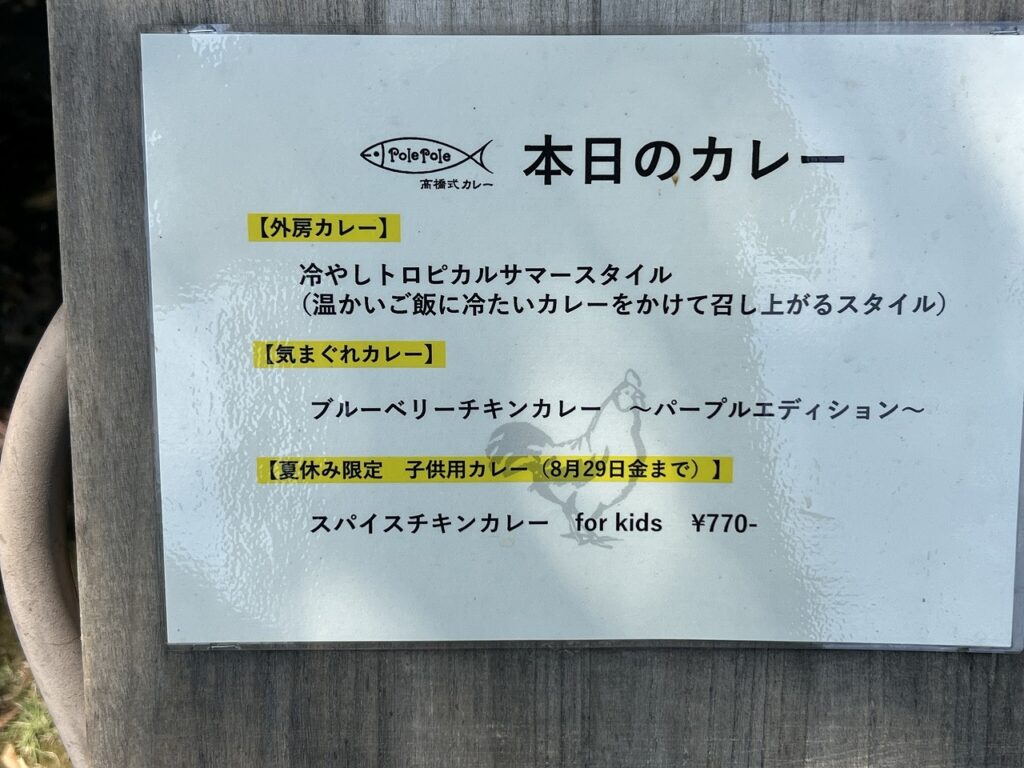 PolePole
高橋式カレー
本日のカレー
【外房カレー】
冷やしトロピカルサマースタイル
（温かいご飯に冷たいカレーをかけて召し上がるスタイル）
【気まぐれカレー】
ブルーベリーチキンカレー　～パープルエディション～
【夏休み限定　子供用カレー（8月29日金まで）】
スパイスチキンカレー　for kids　¥770-